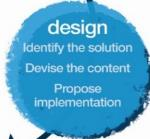 design
Identify the solution
Devise the content
Propose
implementation